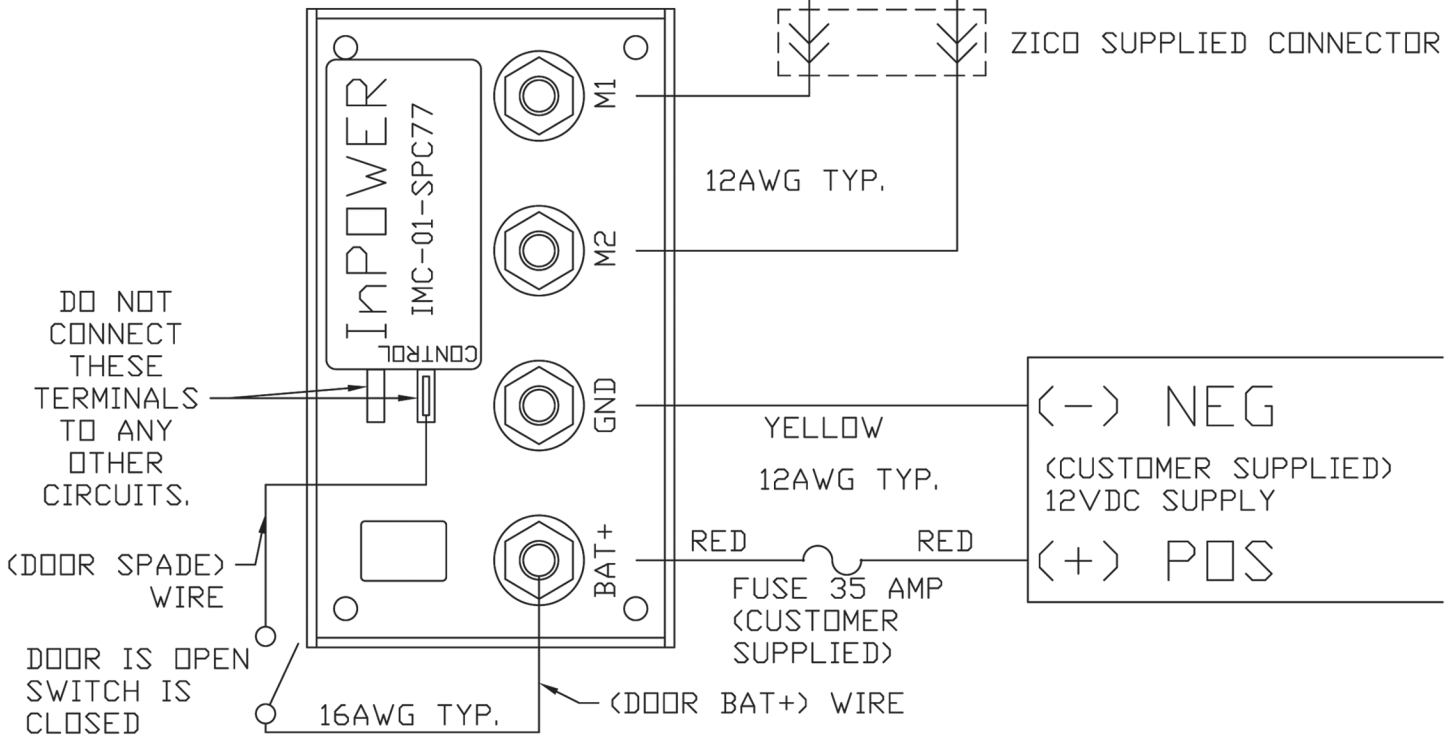 ZICO SUPPLIED CONNECTOR
M1
InPOWER
IMC-01-SPC77
CONTROL
12AWG TYP.
M2
DO NOT
CONNECT
THESE
TERMINALS
TO ANY
OTHER
CIRCUITS.
GND
YELLOW
12AWG TYP.
(-) NEG
(CUSTOMER SUPPLIED)
12VDC SUPPLY
(+) POS
BAT+
RED
RED
FUSE 35 AMP
(CUSTOMER
SUPPLIED)
(DOOR SPADE)
WIRE
DOOR IS OPEN
SWITCH IS
CLOSED
16AWG TYP.
(DOOR BAT+) WIRE